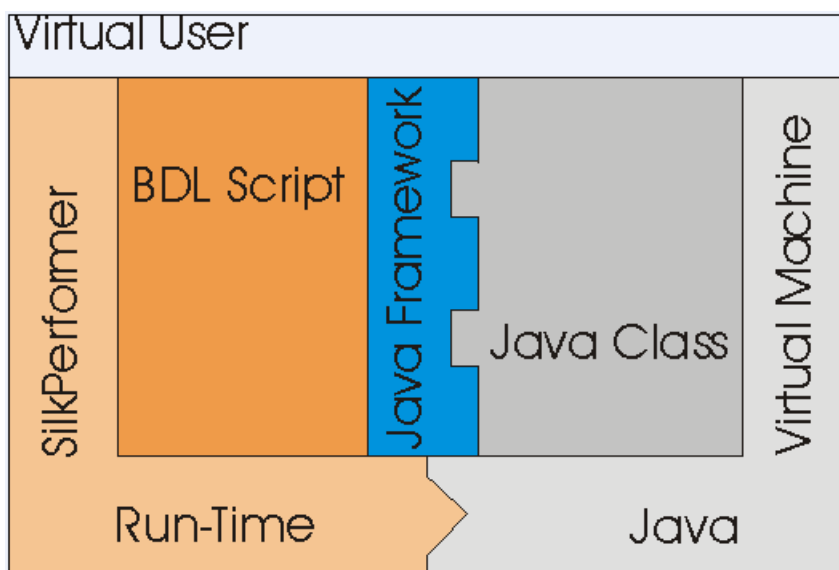 Virtual User
SilkPerformer
BDL Script
Java Framework
Java Class
Virtual Machine
Run-Time
Java